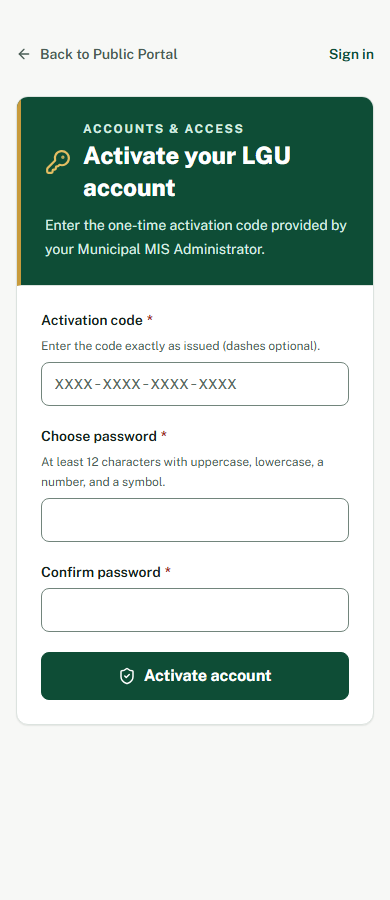 Back to Public Portal
Sign in
ACCOUNTS & ACCESS
Activate your LGU
account
Enter the one-time activation code provided by
your Municipal MIS Administrator.
Activation code *
Enter the code exactly as issued (dashes optional).
XXXX-XXXX-XXXX-XXXX
Choose password *
At least 12 characters with uppercase, lowercase, a
number, and a symbol.
Confirm password *
Activate account